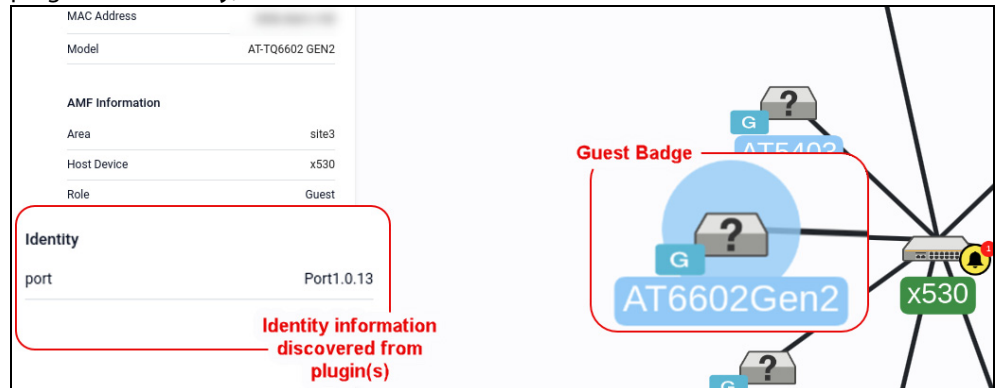 MAC Address
Model AT-TQ6602 GEN2
AMF Information
Area site3
Host Device x530
Role Guest
Identity
port Port1.0.13
Identity information
discovered from
plugin(s)
?
G
AT5403
Guest Badge
?
G
AT6602Gen2
1
x530
?
G